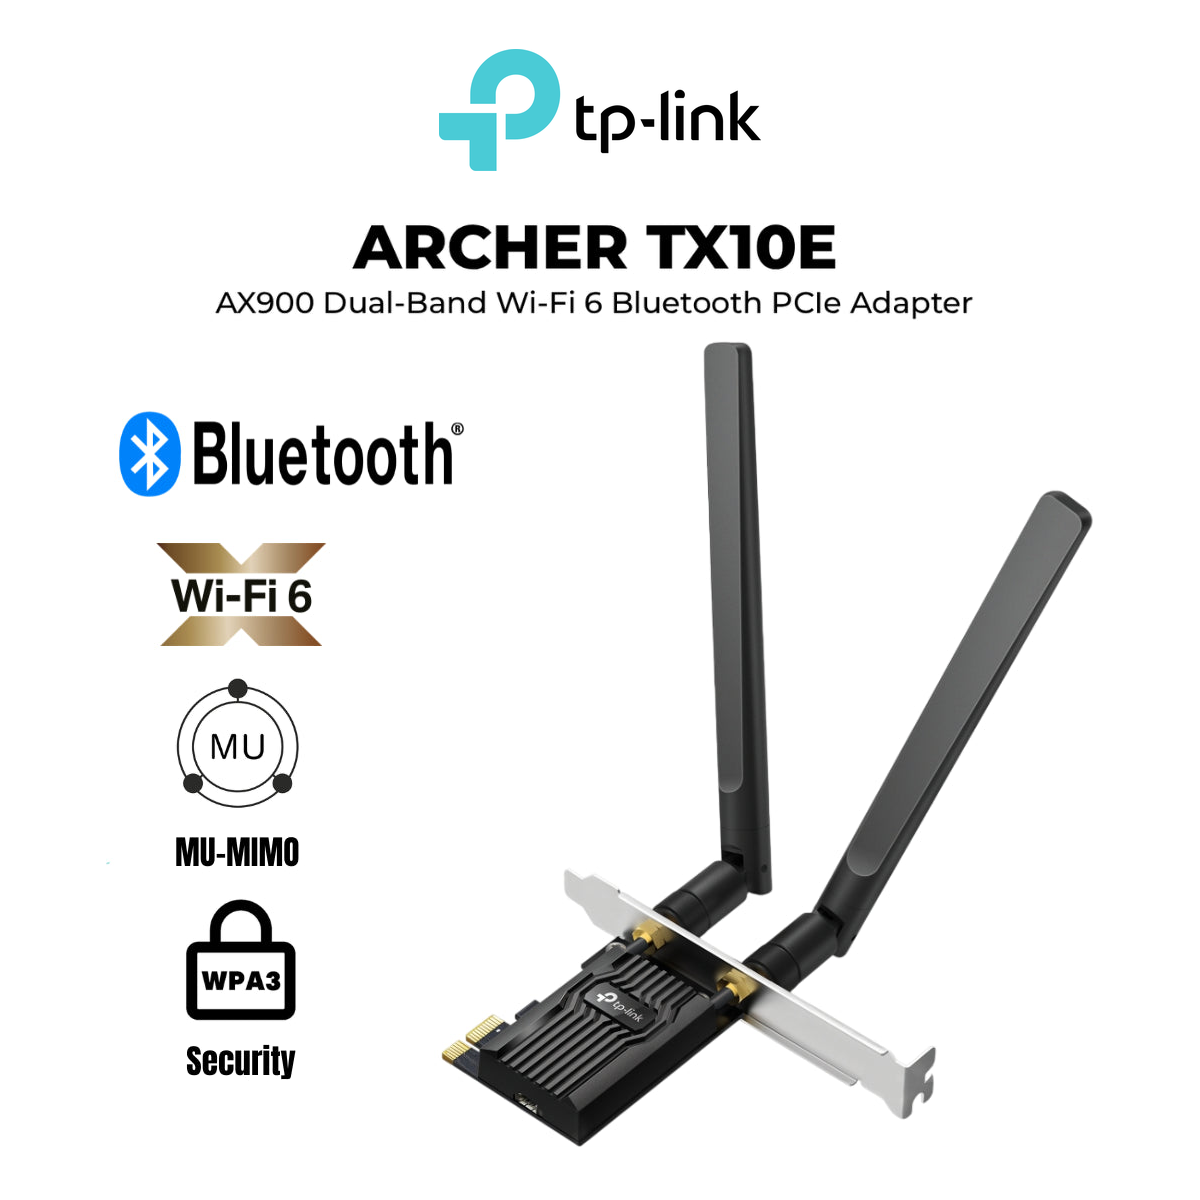 tp-link
ARCHER TX10E
AX900 Dual-Band Wi-Fi 6 Bluetooth PCIe Adapter
Bluetooth®
Wi-Fi 6
MU
MU-MIMO
WPA3
Security
tp-link